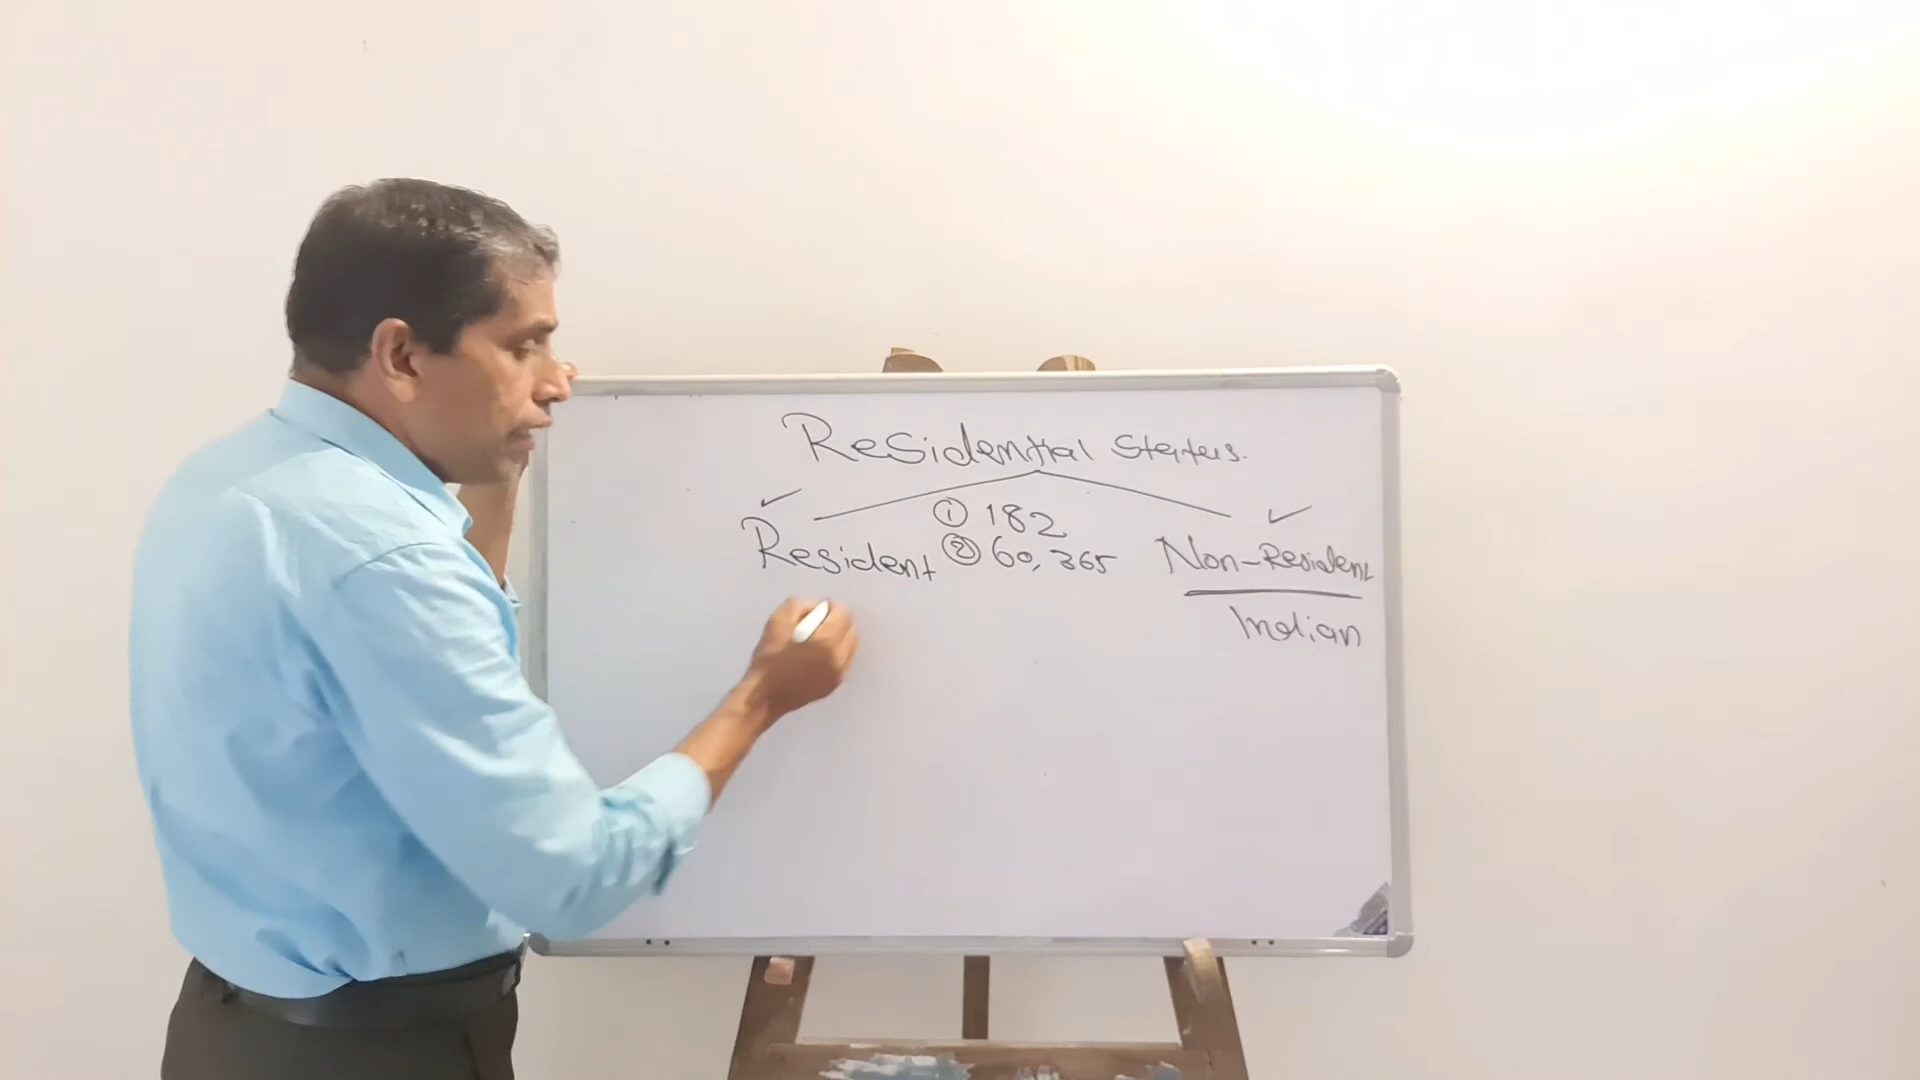 Residential Status.
① 182
Resident ② 60, 365 Non-Resident
Indian